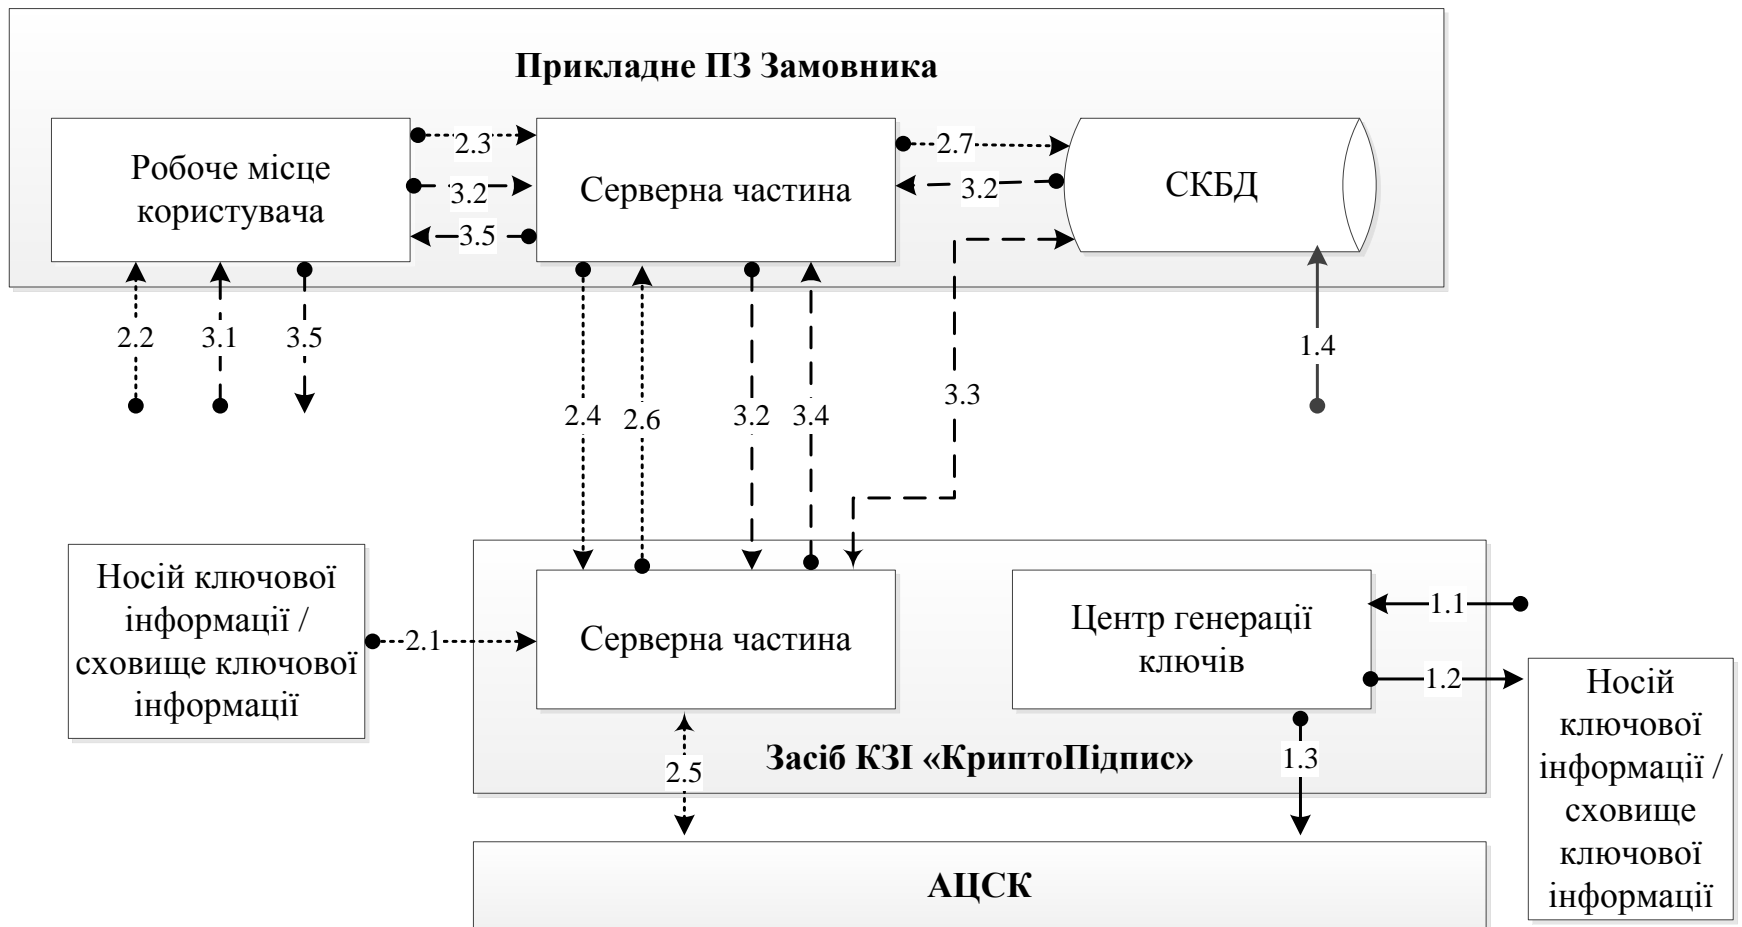 Прикладне ПЗ Замовника
Робоче місце
користувача
2.3
3.2
3.5
Серверна частина
2.7
3.2
СКБД
2.2
3.1
3.5
2.4
2.6
3.2
3.4
3.3
1.4
Носій ключової
інформації /
сховище ключової
інформації
2.1
Серверна частина
Центр генерації
ключів
1.1
1.2
Носій
ключової
інформації /
сховище
ключової
інформації
2.5
Засіб КЗІ «КриптоПідпис»
1.3
АЦСК